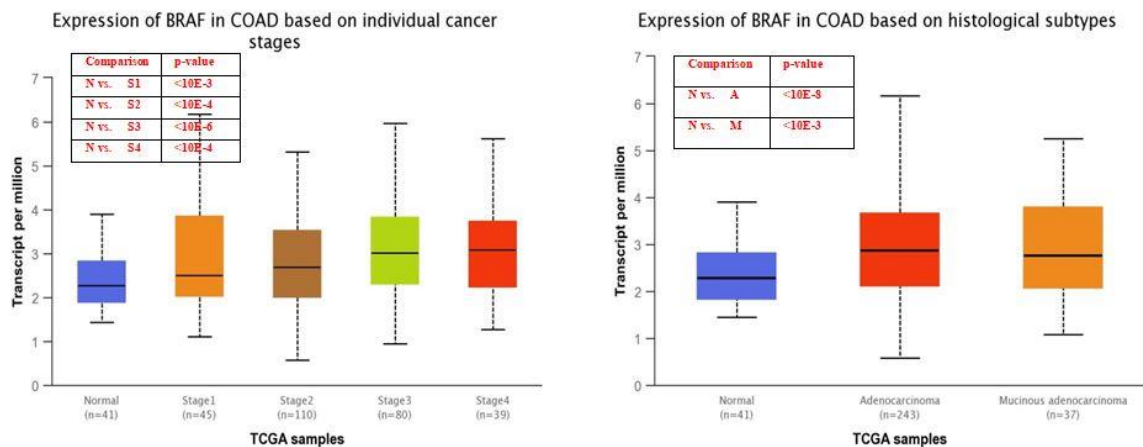 Expression of BRAF in COAD based on individual cancer
stages
Comparison p-value
N vs. S1 <10E-3
N vs. S2 <10E-4
N vs. S3 <10E-6
N vs. S4 <10E-4
Transcript per million
7
6
5
4
3
2
1
0
Normal Stage1 Stage2 Stage3 Stage4
(n=41) (n=45) (n=110) (n=80) (n=39)
TCGA samples
Expression of BRAF in COAD based on histological subtypes
Comparison p-value
N vs. A <10E-8
N vs. M <10E-3
Transcript per million
7
6
5
4
3
2
1
0
Normal Adenocarcinoma Mucinous adenocarcinoma
(n=41) (n=243) (n=37)
TCGA samples